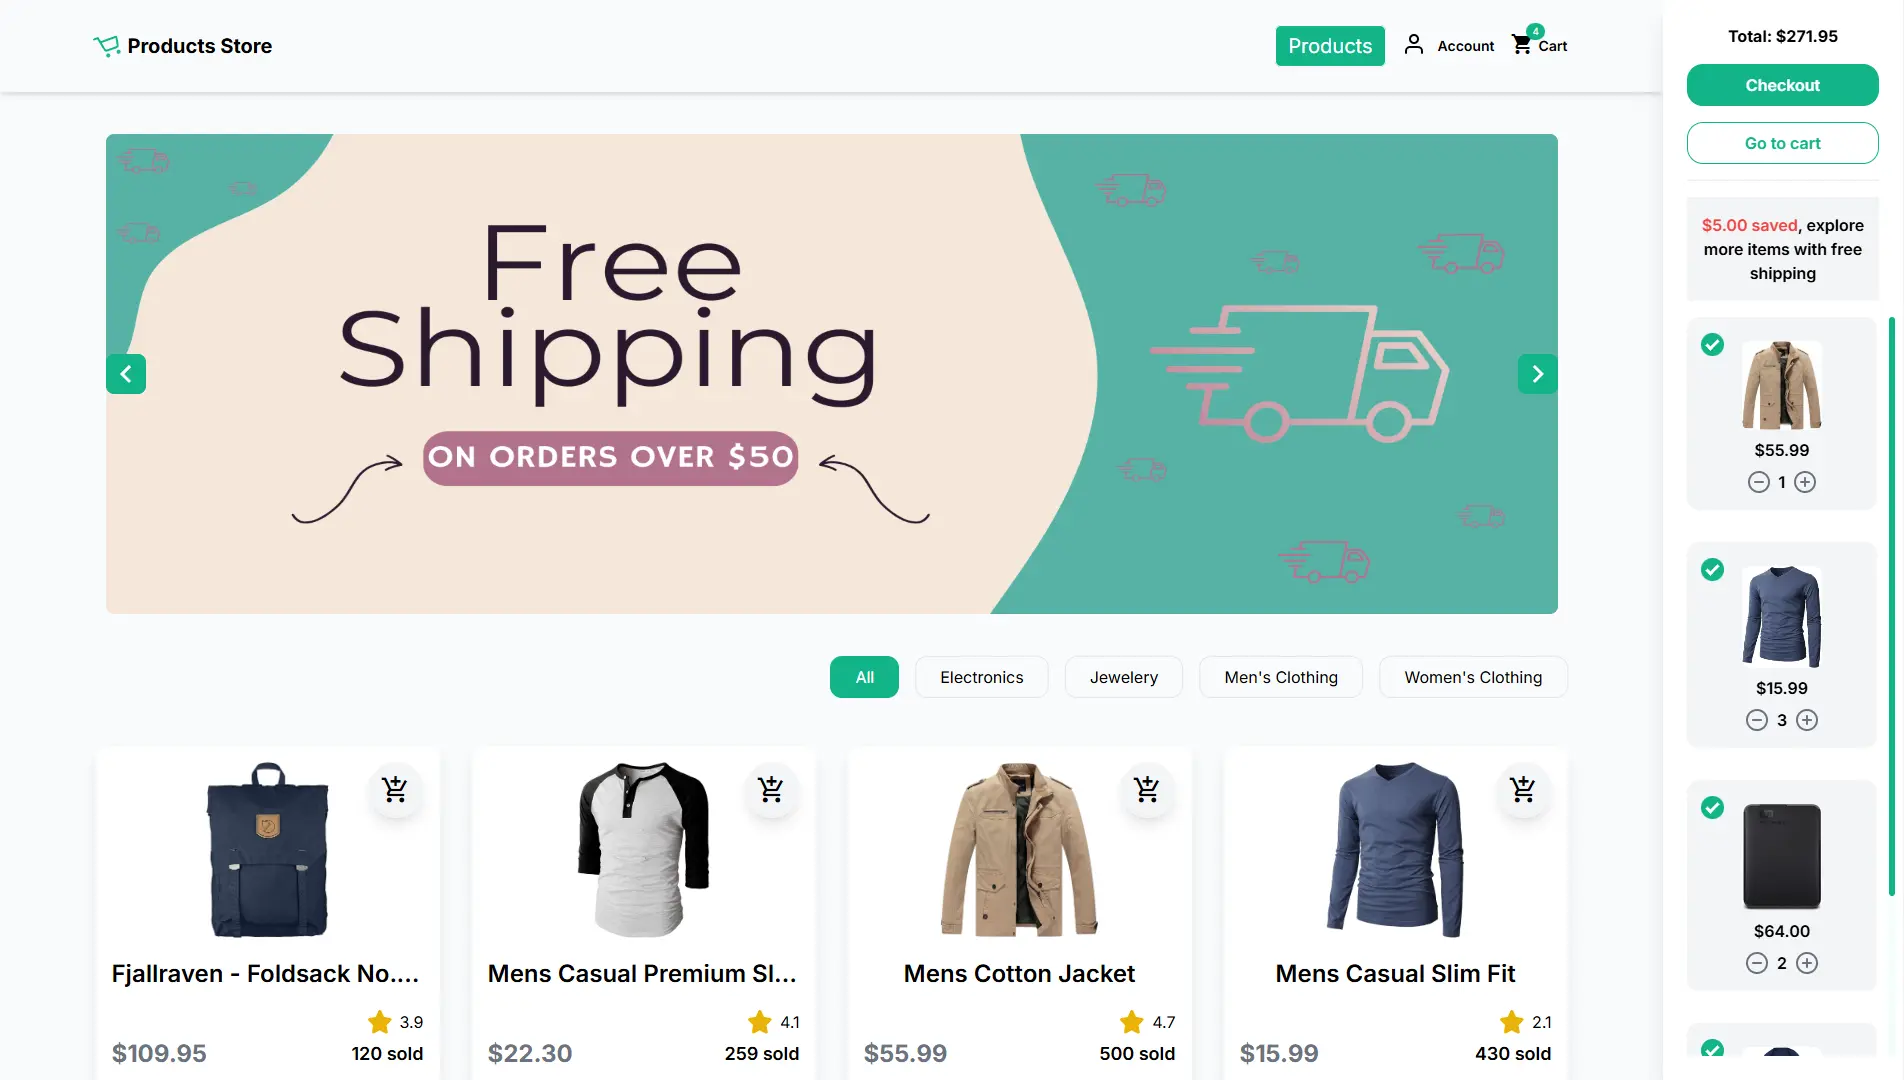 Products Store
Products
Account
4
Cart
Free
Shipping
ON ORDERS OVER $50
All
Electronics
Jewelery
Men's Clothing
Women's Clothing
Fjallraven - Foldsack No....
3.9
$109.95
120 sold
Mens Casual Premium Sl...
4.1
$22.30
259 sold
Mens Cotton Jacket
4.7
$55.99
500 sold
Mens Casual Slim Fit
2.1
$15.99
430 sold
Total: $271.95
Checkout
Go to cart
$5.00 saved, explore
more items with free
shipping
$55.99
1
$15.99
3
$64.00
2